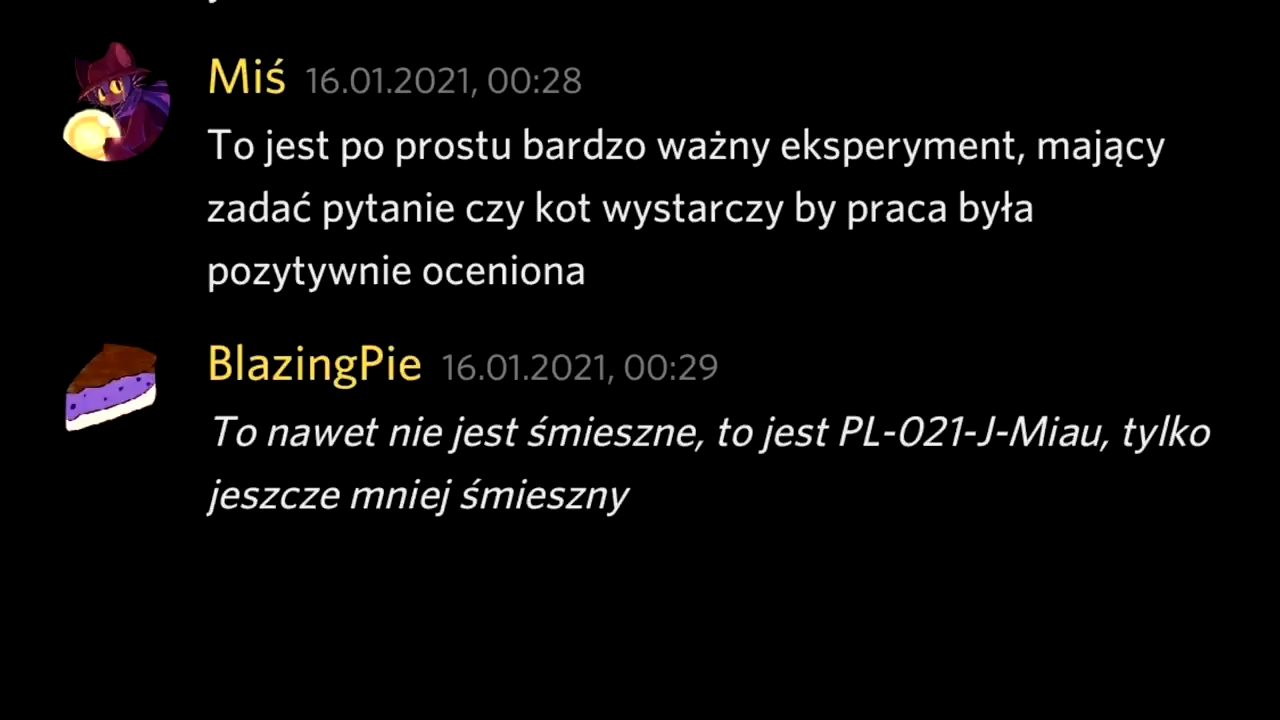 Miś 16.01.2021, 00:28
To jest po prostu bardzo ważny eksperyment, mający
zadać pytanie czy kot wystarczy by praca była
pozytywnie oceniona
BlazingPie 16.01.2021, 00:29
To nawet nie jest śmieszne, to jest PL-021-J-Miau, tylko
jeszcze mniej śmieszny